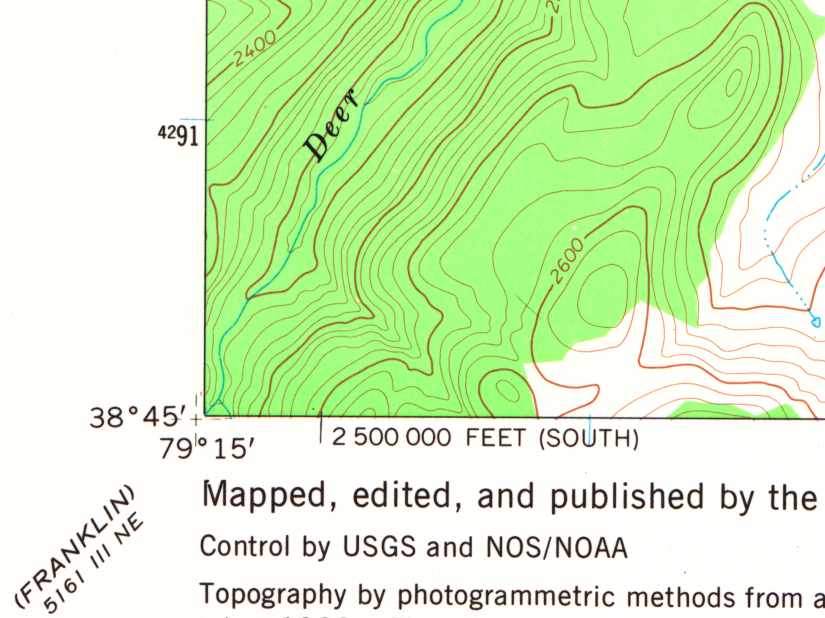 2400
Deer
4291
2600
38°45'
79°15'
2 500 000 FEET (SOUTH)
(FRANKLIN)
5161 III NE
Mapped, edited, and published by the
Control by USGS and NOS/NOAA
Topography by photogrammetric methods from a